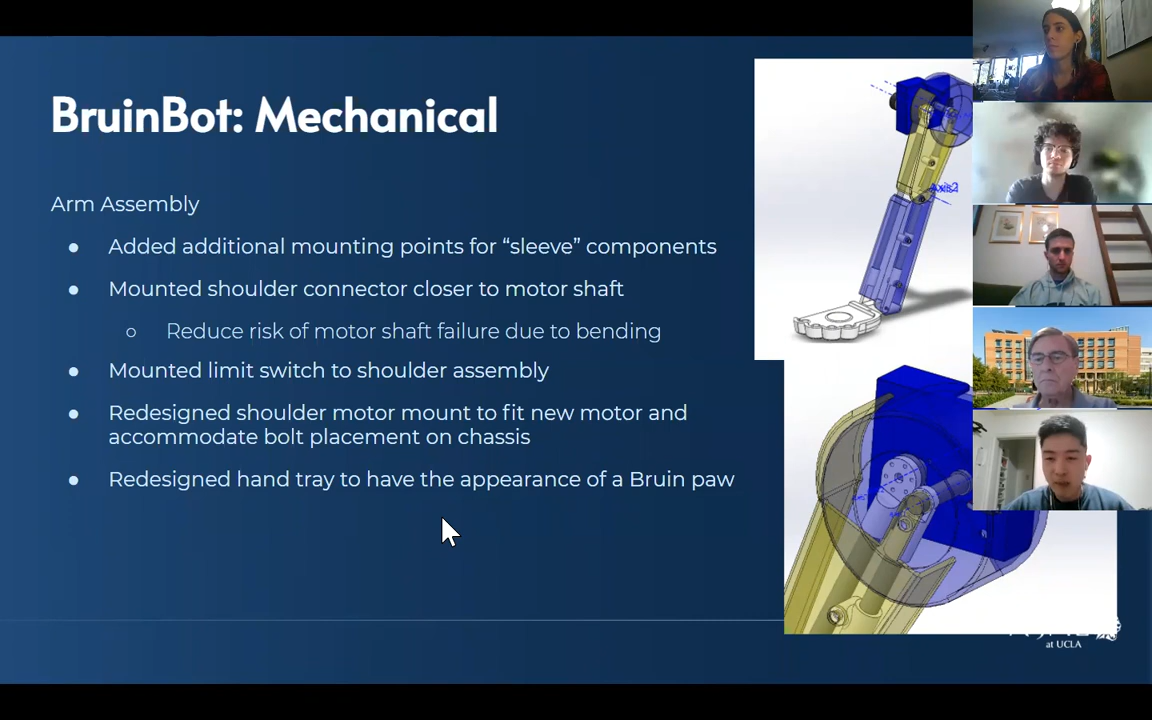 BruinBot: Mechanical
Arm Assembly
● Added additional mounting points for “sleeve” components
● Mounted shoulder connector closer to motor shaft
○ Reduce risk of motor shaft failure due to bending
● Mounted limit switch to shoulder assembly
● Redesigned shoulder motor mount to fit new motor and
accommodate bolt placement on chassis
● Redesigned hand tray to have the appearance of a Bruin paw
Axis2
at UCLA